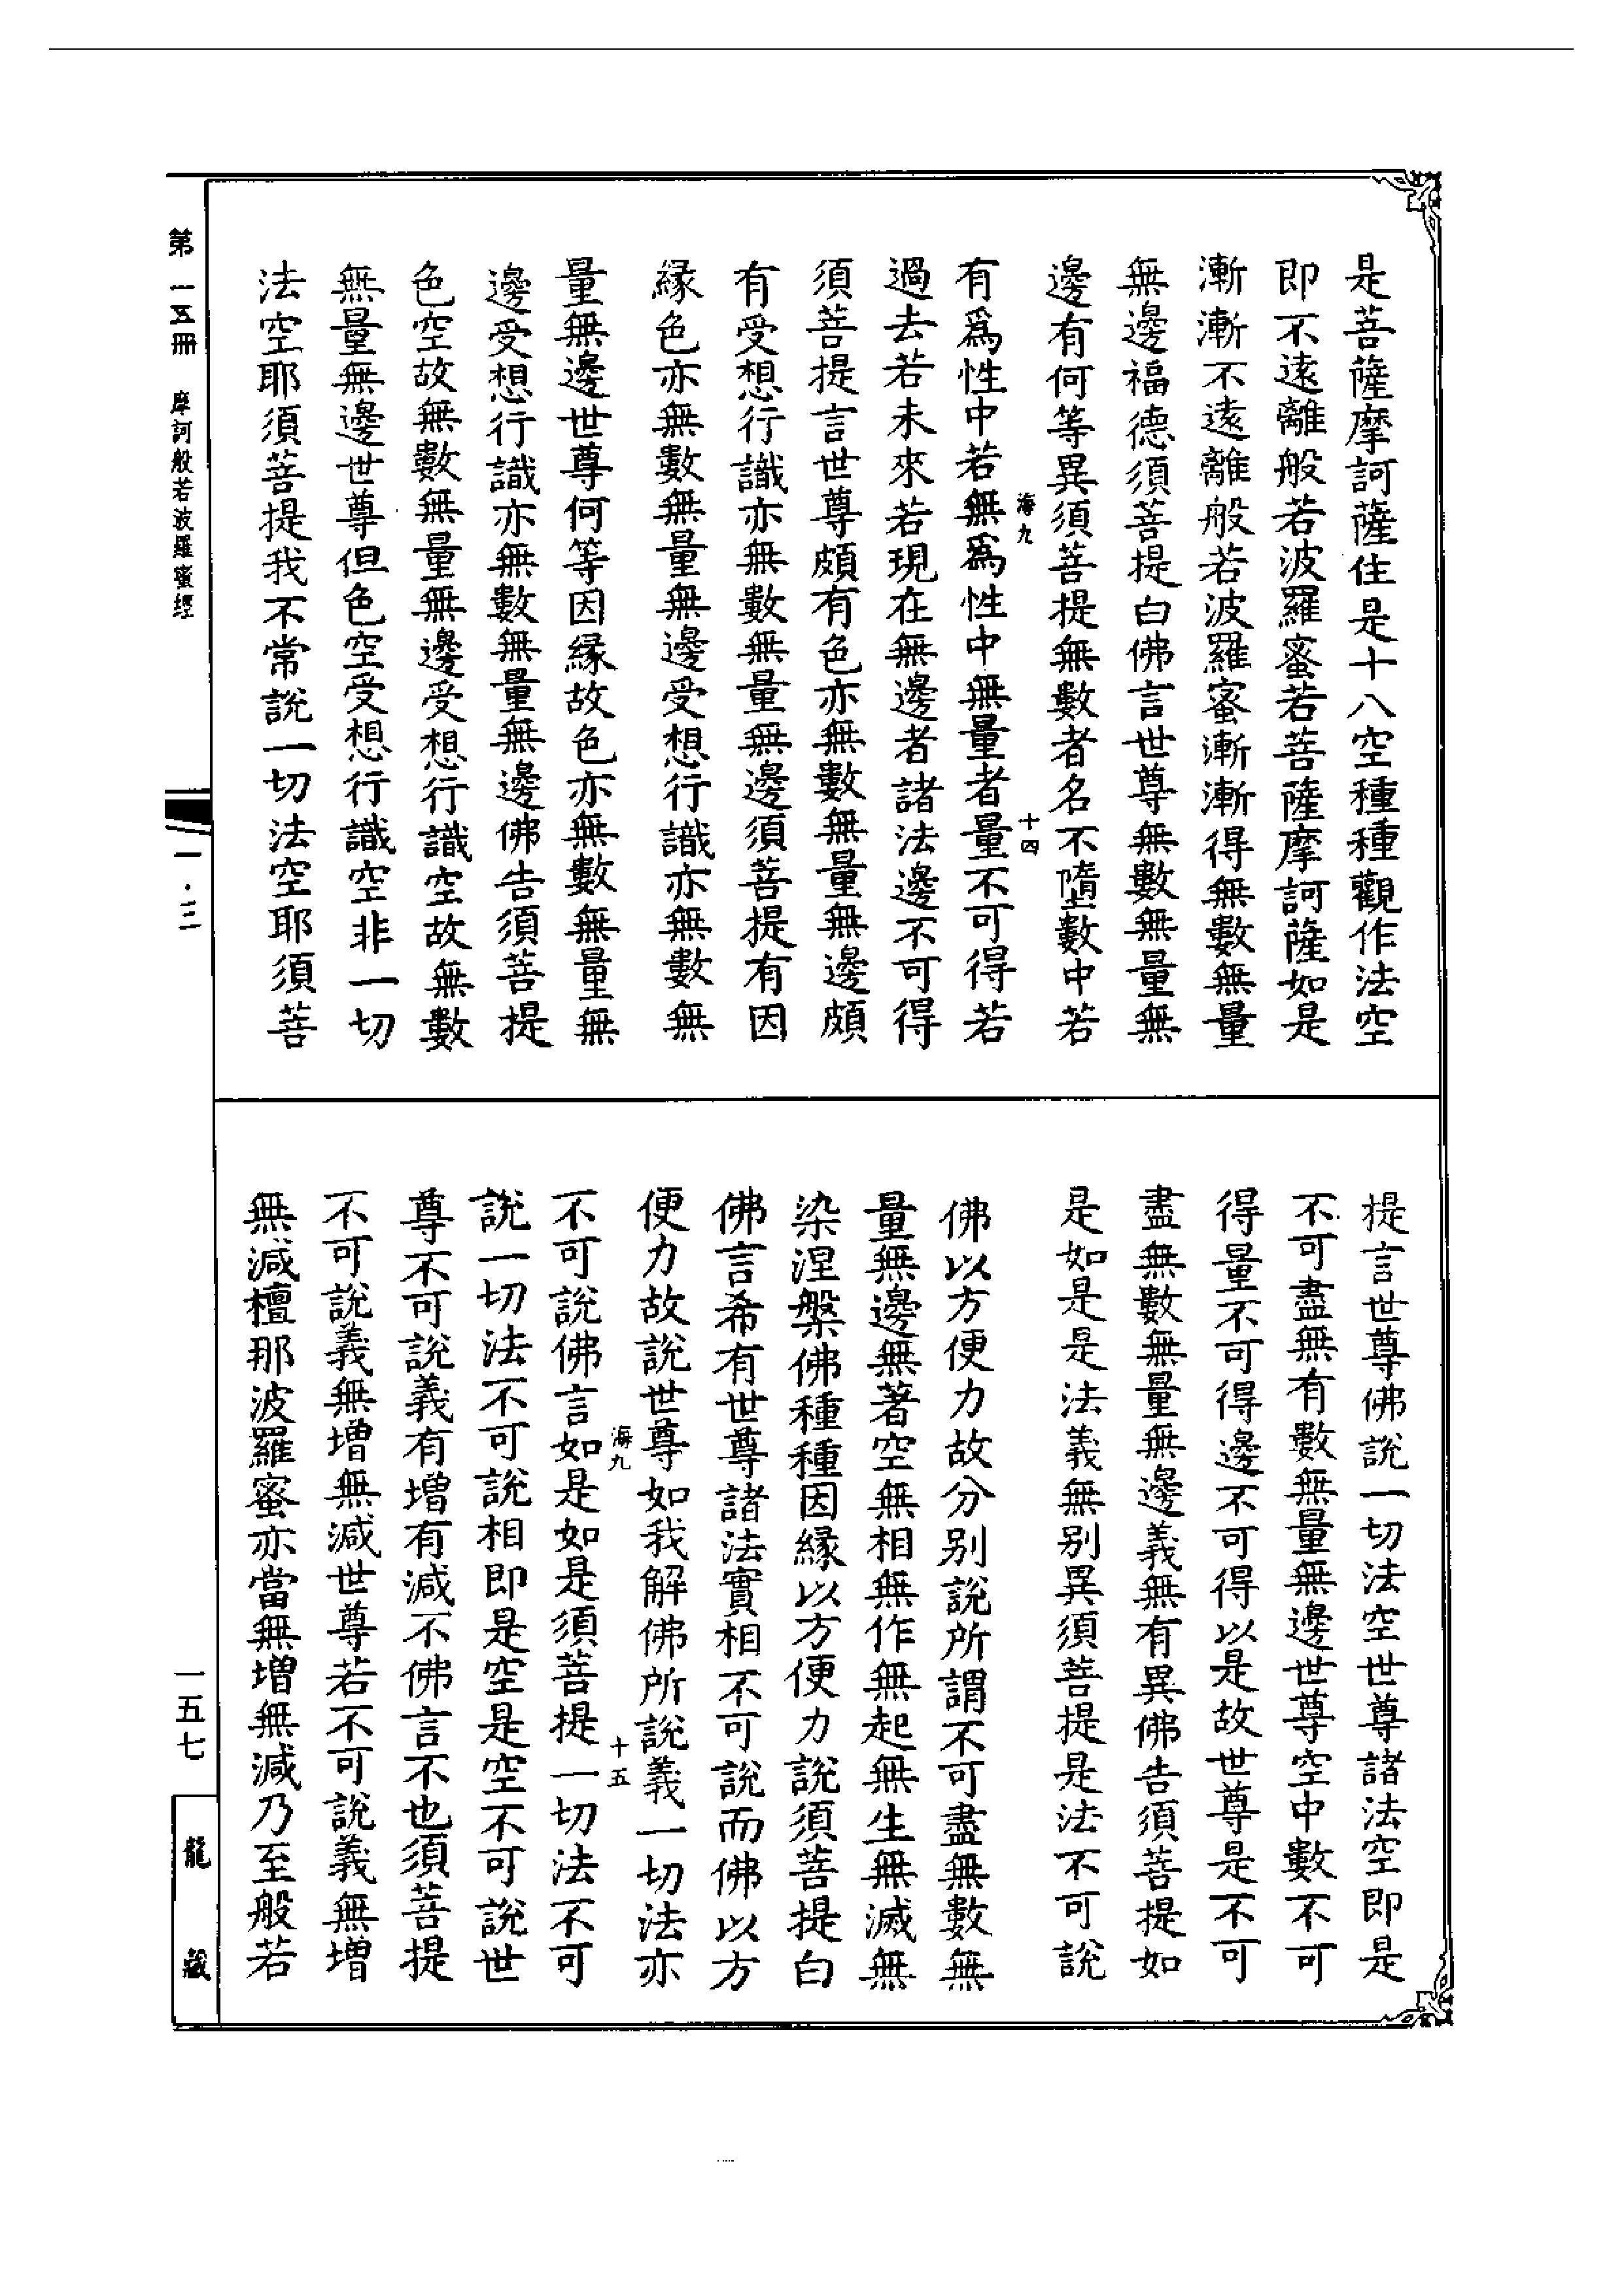 是菩薩摩訶薩住是十八空種種觀作法空
即不遠離般若波羅蜜若菩薩摩訶薩如是
漸漸不遠離般若波羅蜜漸漸得無數無量
無邊福德須菩提白佛言世尊無數無量無
邊有何等異須菩提無數者名不墮數中若
海九 十四
有為性中若無為性中無量者量不可得若
過去若未來若現在無邊者諸法邊不可得
須菩提言世尊頗有色亦無數無量無邊頗
有受想行識亦無數無量無邊須菩提有因
緣色亦無數無量無邊受想行識亦無數無
量無邊世尊何等因緣故色亦無數無量無
邊受想行識亦無數無量無邊佛告須菩提
色空故無數無量無邊受想行識空故無數
無量無邊世尊但色空受想行識空非一切
法空耶須菩提我不常說一切法空耶須菩
提言世尊佛說一切法空世尊諸法空即是
不可盡無有數無量無邊世尊空中數不可
得量不可得邊不可得以是故世尊是不可
盡無數無量無邊義無有異佛告須菩提如
是如是是法義無別異須菩提是法不可說
佛以方便力故分別說所謂不可盡無數無
量無邊無著空無相無作無起無生無滅無
染涅槃佛種種因緣以方便力說須菩提白
佛言希有世尊諸法實相不可說而佛以方
便力故說世尊如我解佛所說義一切法亦
海九 十五
不可說佛言如是如是須菩提一切法不可
說一切法不可說相即是空是空不可說世
尊不可說義有增有減不佛言不也須菩提
不可說義無增無減世尊若不可說義無增
無減檀那波羅蜜亦當無增無減乃至般若
第一五冊 摩訶般若波羅蜜經
一·三
一五七
龍藏